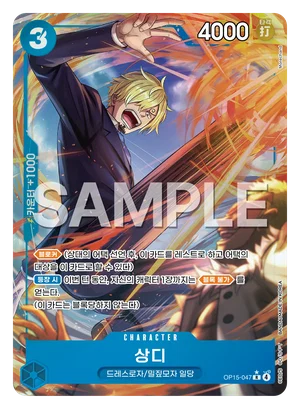 3
4000
타격
打
카운터 +1000
SAMPLE
블로커 (상대의 어택 선언 후, 이 카드를 레스트로 하고 어택의
대상을 이 카드로 할 수 있다)
등장 시 이번 턴 동안, 자신의 캐릭터 1장까지는 블록 불가 를
얻는다.
(이 카드는 블록당하지 않는다)
CHARACTER
상디
드레스로자/밀짚모자 일당
OP15-047 R
4